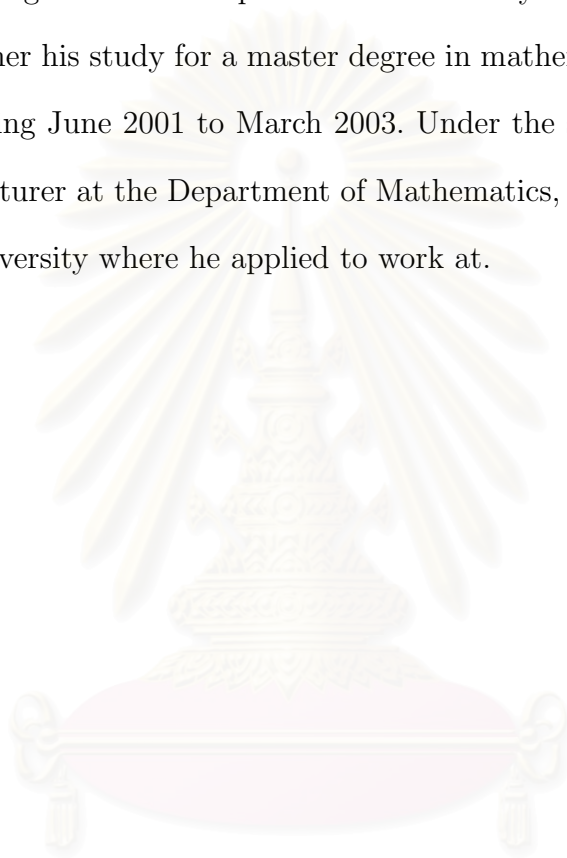 her his study for a master degree in mathe
ing June 2001 to March 2003. Under the
turer at the Department of Mathematics,
versity where he applied to work at.